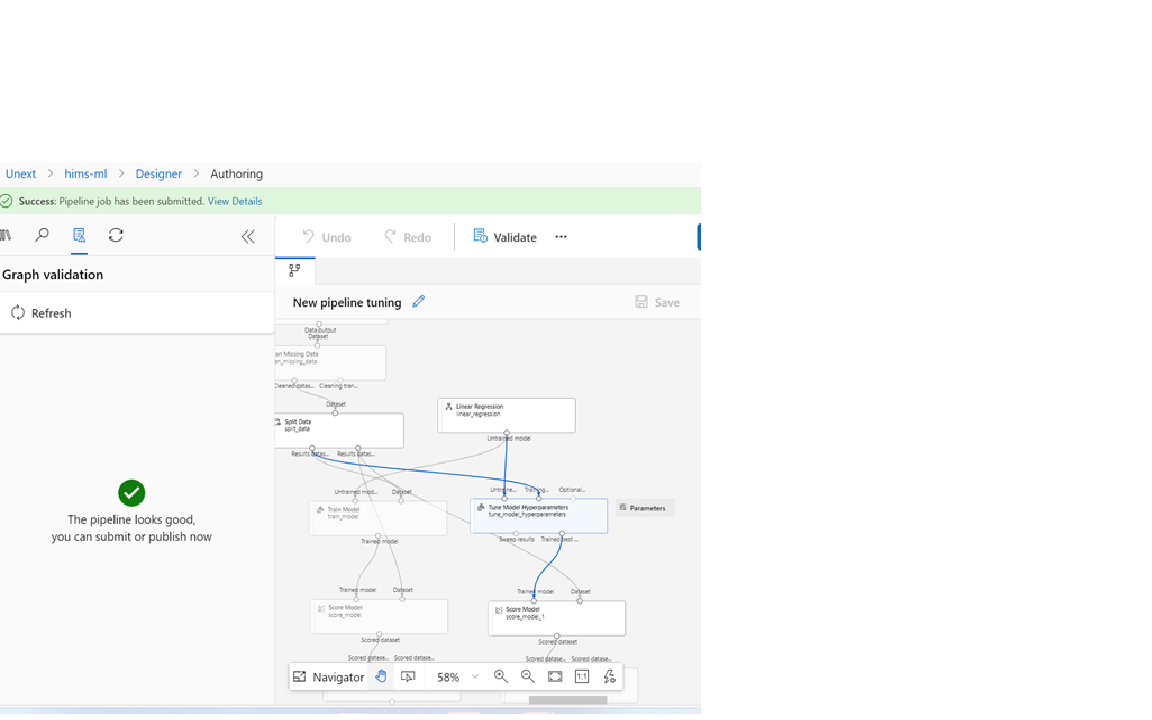 Unext > hims-ml > Designer > Authoring
Success: Pipeline job has been submitted. View Details
Undo Redo Validate ...
Graph validation
Refresh
The pipeline looks good,
you can submit or publish now
New pipeline tuning
Save
Data output
Dataset
an Missing Data
an_missing_data
Cleaned datas... Cleaning tran...
Dataset
Split Data
split_data
Results datas... Results datas...
Linear Regression
linear_regression
Untrained model
Untrained mod... Dataset
Train Model
train_model
Trained model
Untraine... Training... Optional...
Tune Model Hyperparameters
tune_model_hyperparameters
Parameters
Sweep results Trained best ...
Trained model Dataset
Score Model
score_model
Scored dataset
Scored datase... Scored datase...
Trained model Dataset
Score Model
score_model_1
Scored dataset
Scored datase... Scored datase...
Navigator 58% 1:1